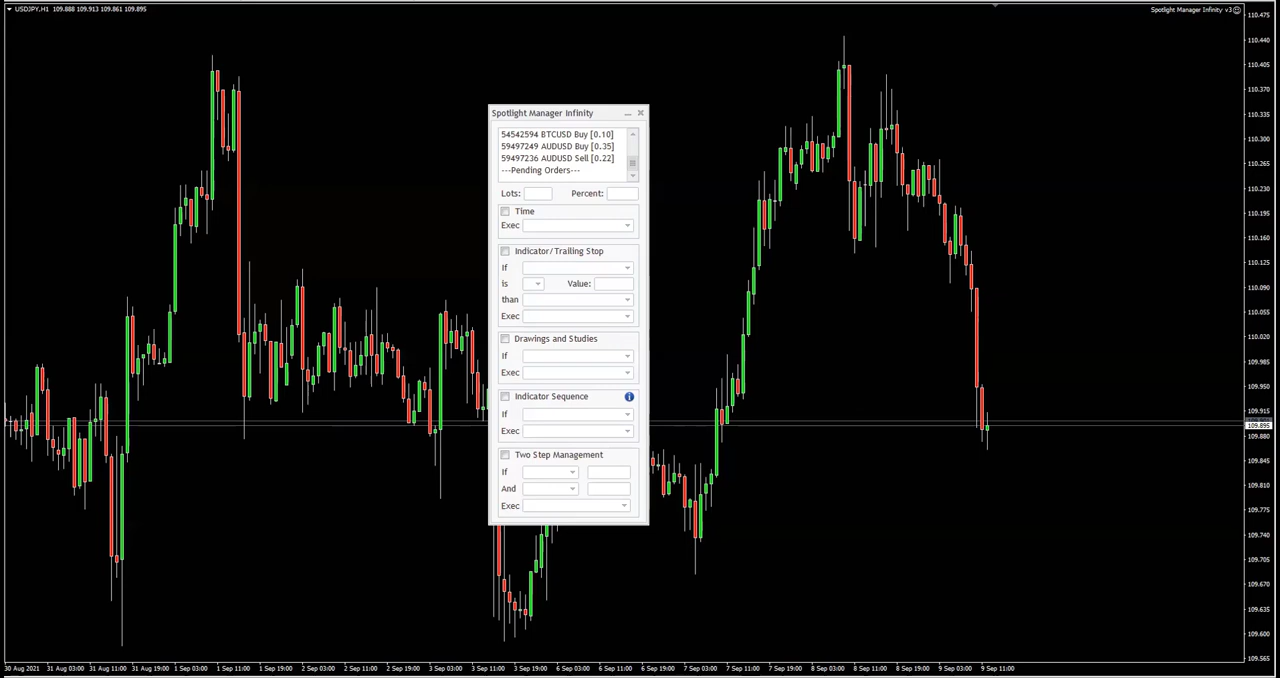 USDJPY,H1 109.888 109.913 109.861 109.895
Spotlight Manager Infinity v3
Spotlight Manager Infinity
54542594 BTCUSD Buy [0.10]
59497249 AUDUSD Buy [0.35]
59497236 AUDUSD Sell [0.22]
---Pending Orders---
Lots: Percent:
Time
Exec
Indicator/Trailing Stop
If
is Value:
than
Exec
Drawings and Studies
If
Exec
Indicator Sequence
If
Exec
Two Step Management
If
And
Exec
110.475
110.440
110.405
110.370
110.335
110.300
110.265
110.230
110.195
110.160
110.125
110.090
110.055
110.020
109.985
109.950
109.915
109.895
109.880
109.845
109.810
109.775
109.740
109.705
109.670
109.635
109.600
109.565
30 Aug 2021 31 Aug 03:00 31 Aug 11:00 31 Aug 19:00 1 Sep 03:00 1 Sep 11:00 1 Sep 19:00 2 Sep 03:00 2 Sep 11:00 2 Sep 19:00 3 Sep 03:00 3 Sep 11:00 3 Sep 19:00 6 Sep 03:00 6 Sep 11:00 6 Sep 19:00 7 Sep 03:00 7 Sep 11:00 7 Sep 19:00 8 Sep 03:00 8 Sep 11:00 8 Sep 19:00 9 Sep 03:00 9 Sep 11:00